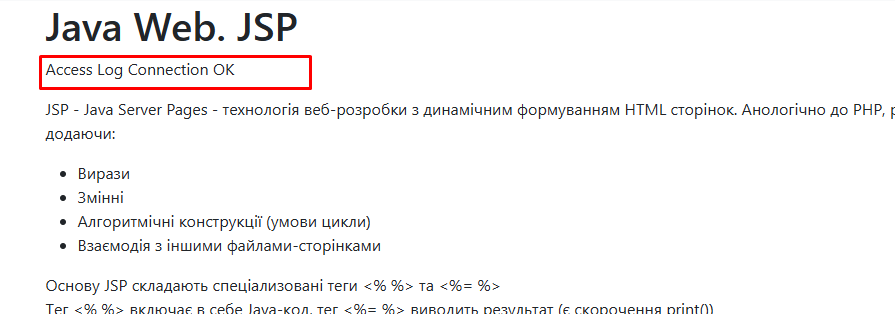 Java Web. JSP
Access Log Connection OK
JSP - Java Server Pages - технологія веб-розробки з динамічним формуванням HTML сторінок. Анологічно до PHP,
додаючи:
Вирази
Змінні
Алгоритмічні конструкції (умови цикли)
Взаємодія з іншими файлами-сторінками
Основу JSP складають спеціалізовані теги <% %> та <%= %>
Тег <% %> включає в себе Java-код, тег <%= %> виводить результат (є скорочення print())